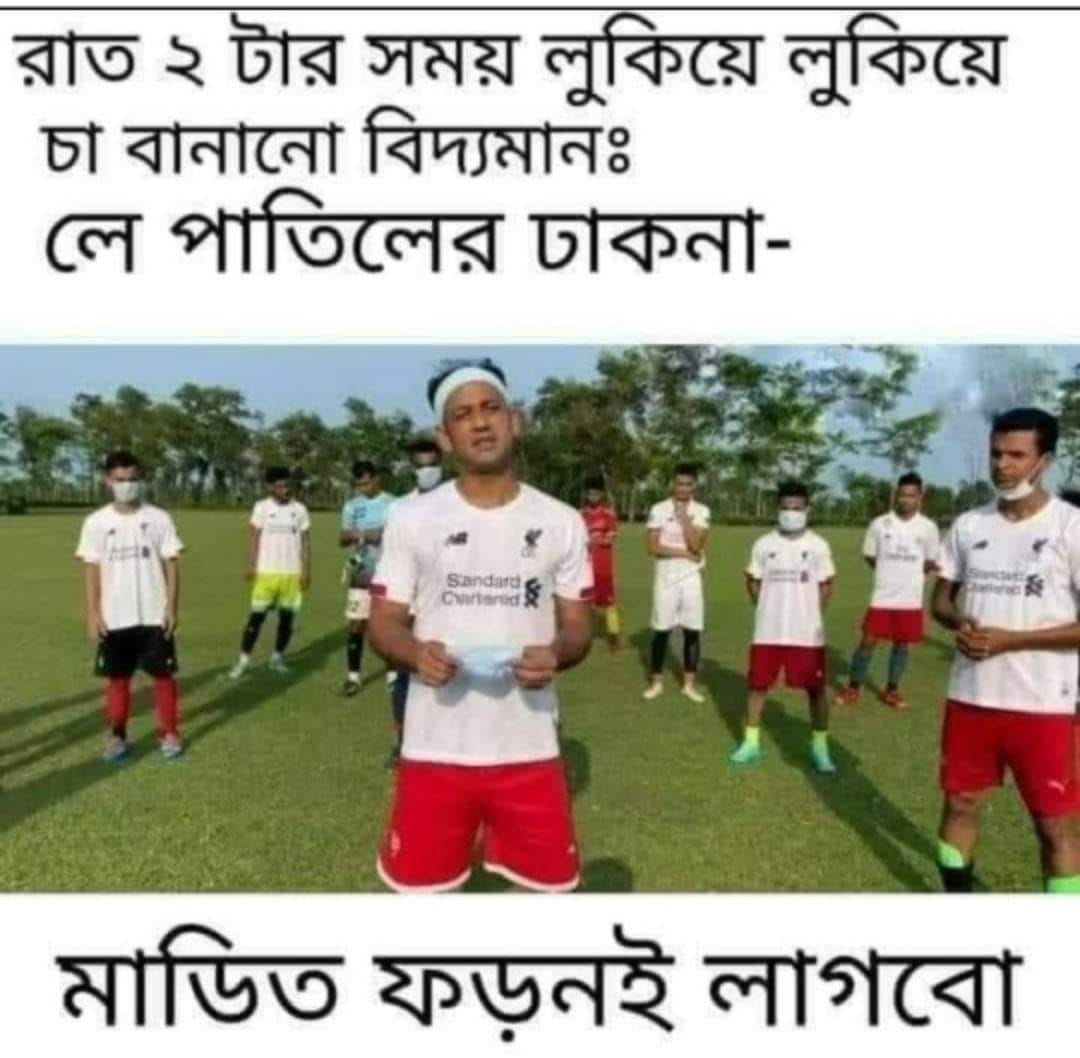 রাত ২ টার সময় লুকিয়ে লুকিয়ে
চা বানানো বিদ্যমানঃ
লে পাতিলের ঢাকনা-
Standard
Chartered
মাডিত ফড়নই লাগবো